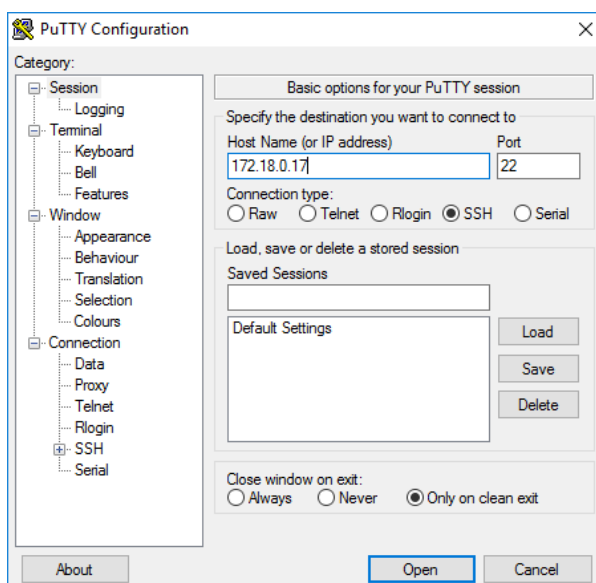 PuTTY Configuration
Category:
Session
Logging
Terminal
Keyboard
Bell
Features
Window
Appearance
Behaviour
Translation
Selection
Colours
Connection
Data
Proxy
Telnet
Rlogin
SSH
Serial
Basic options for your PuTTY session
Specify the destination you want to connect to
Host Name (or IP address) Port
172.18.0.17 22
Connection type:
Raw Telnet Rlogin SSH Serial
Load, save or delete a stored session
Saved Sessions
Default Settings
Load
Save
Delete
Close window on exit:
Always Never Only on clean exit
About Open Cancel